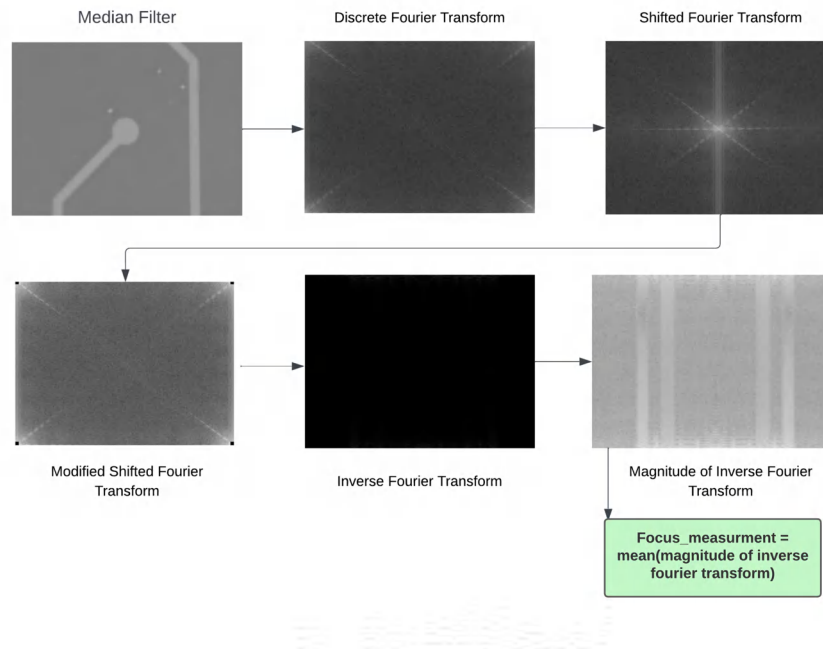 Median Filter
Discrete Fourier Transform
Shifted Fourier Transform
Modified Shifted Fourier
Transform
Inverse Fourier Transform
Magnitude of Inverse Fourier
Transform
Focus_measurment =
mean(magnitude of inverse
fourier transform)